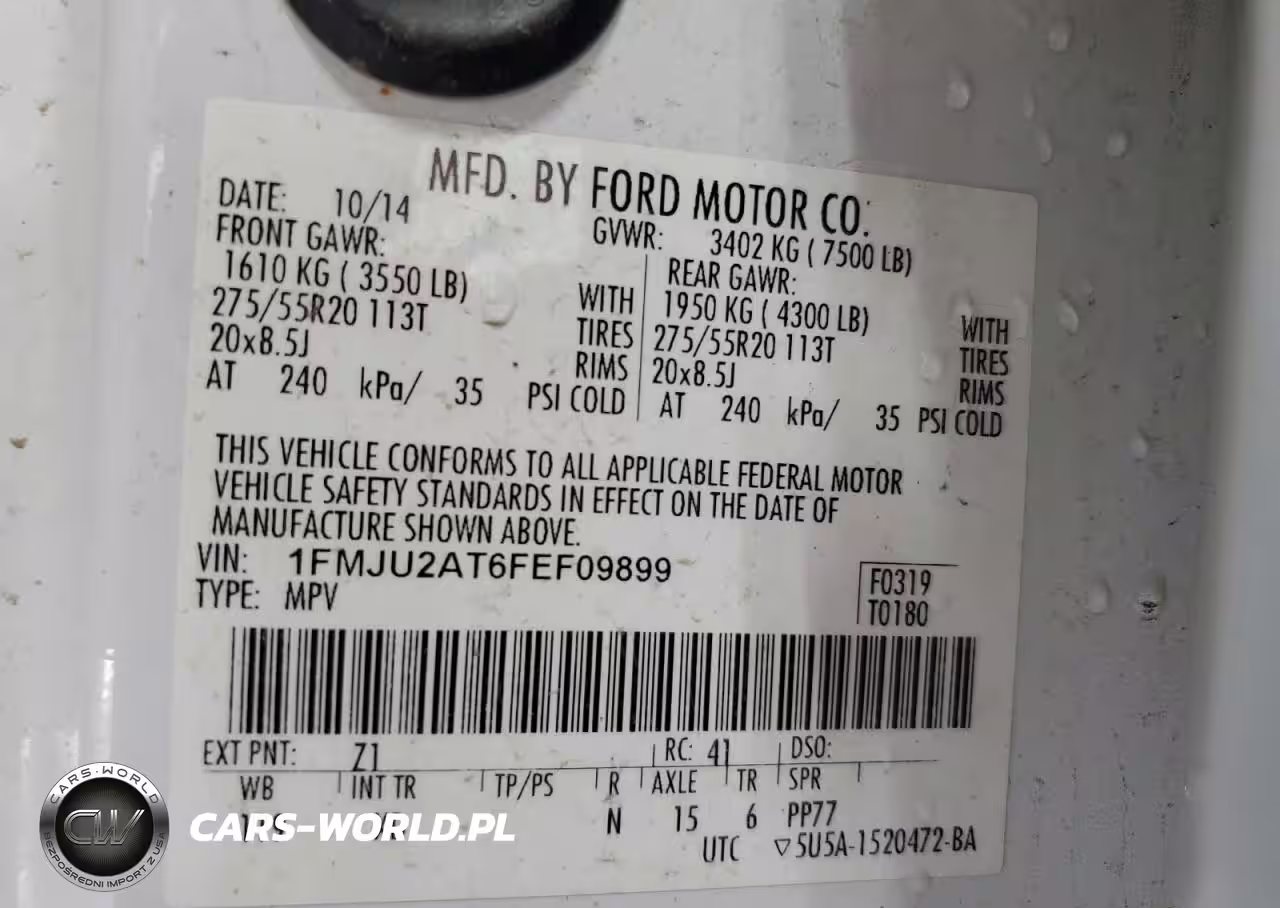 MFD. BY FORD MOTOR CO.
DATE: 10/14
GVWR: 3402 KG ( 7500 LB)
FRONT GAWR:
1610 KG ( 3550 LB) WITH
275/55R20 113T TIRES
20x8.5J RIMS
AT 240 kPa/ 35 PSI COLD
REAR GAWR:
1950 KG ( 4300 LB) WITH
275/55R20 113T TIRES
20x8.5J RIMS
AT 240 kPa/ 35 PSI COLD
THIS VEHICLE CONFORMS TO ALL APPLICABLE FEDERAL MOTOR
VEHICLE SAFETY STANDARDS IN EFFECT ON THE DATE OF
MANUFACTURE SHOWN ABOVE.
VIN: 1FMJU2AT6FEF09899
TYPE: MPV
F0319
T0180
EXT PNT: Z1 RC: 41 DSO:
WB INT TR TP/PS R AXLE TR SPR
N 15 6 PP77
UTC ▽5U5A-1520472-BA
CARS-WORLD
CW
BEZPOŚREDNI IMPORT Z USA
CARS-WORLD.PL